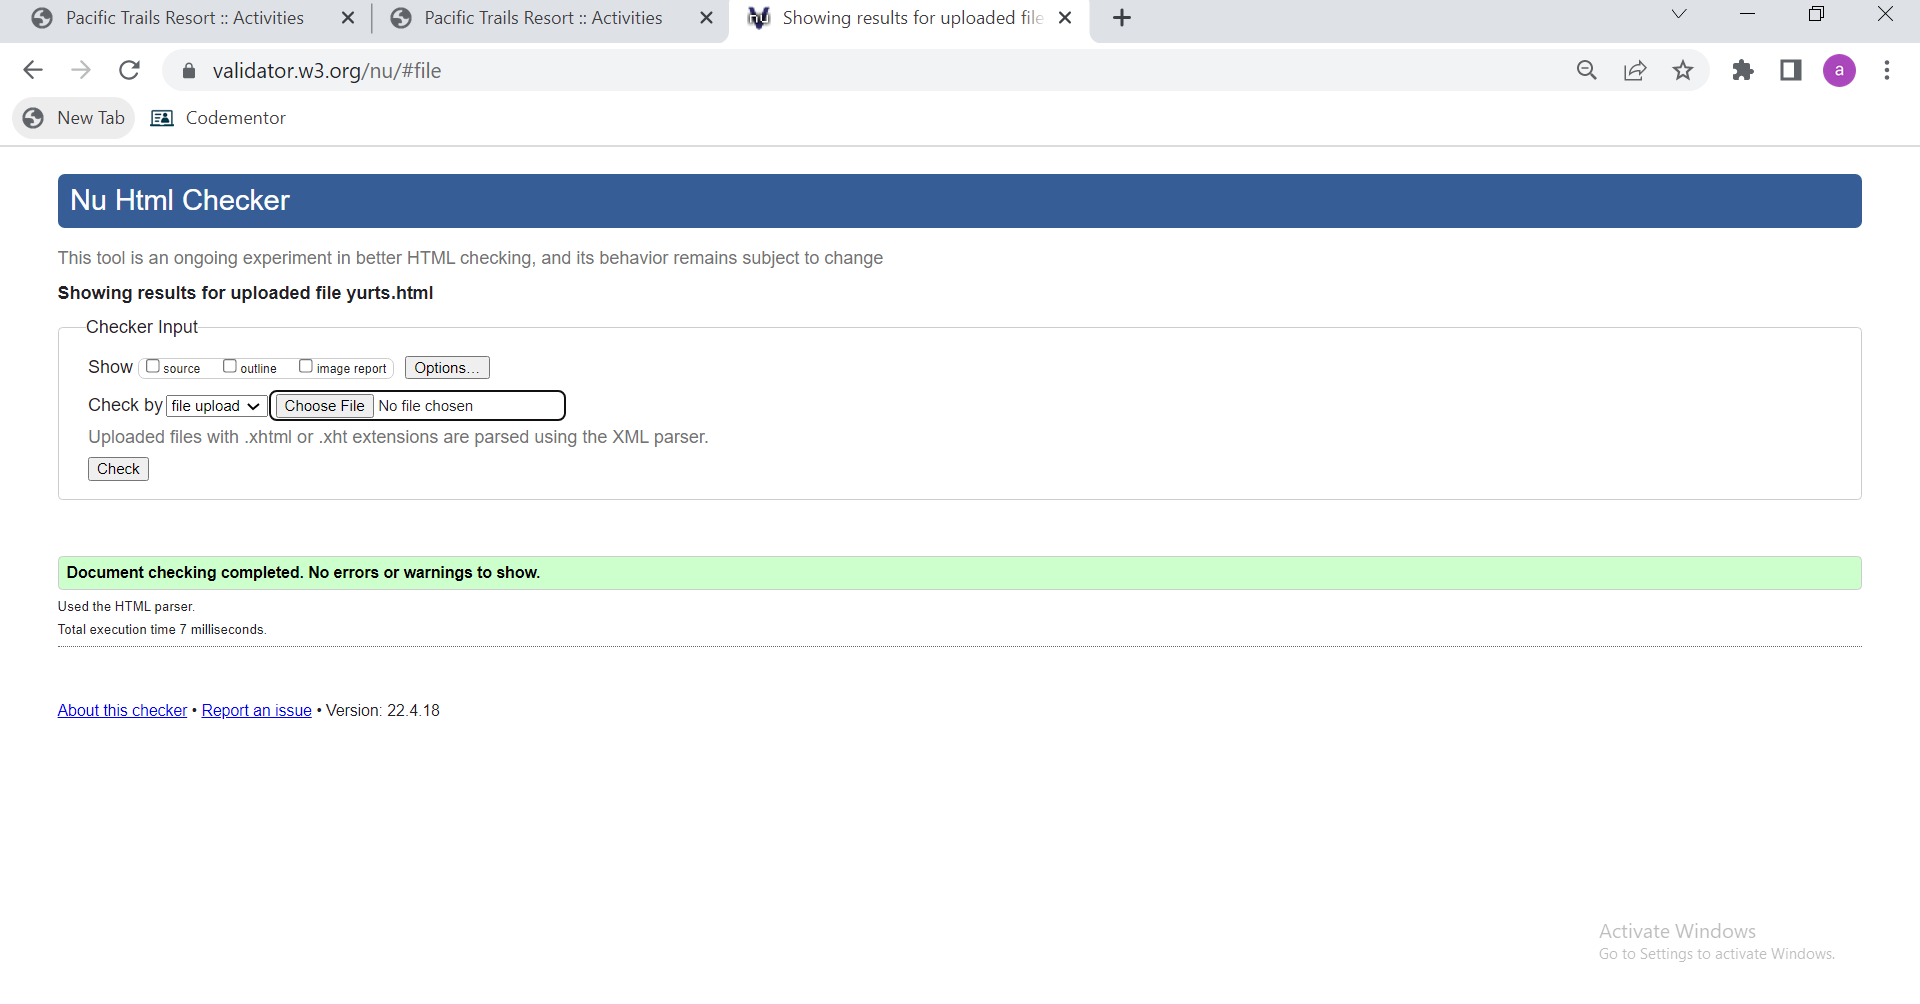 Pacific Trails Resort :: Activities
Pacific Trails Resort :: Activities
Showing results for uploaded file
validator.w3.org/nu/#file
a
New Tab
Codementor
Nu Html Checker
This tool is an ongoing experiment in better HTML checking, and its behavior remains subject to change
Showing results for uploaded file yurts.html
Checker Input
Show source outline image report Options...
Check by file upload Choose File No file chosen
Uploaded files with .xhtml or .xht extensions are parsed using the XML parser.
Check
Document checking completed. No errors or warnings to show.
Used the HTML parser.
Total execution time 7 milliseconds.
About this checker • Report an issue • Version: 22.4.18
Activate Windows
Go to Settings to activate Windows.